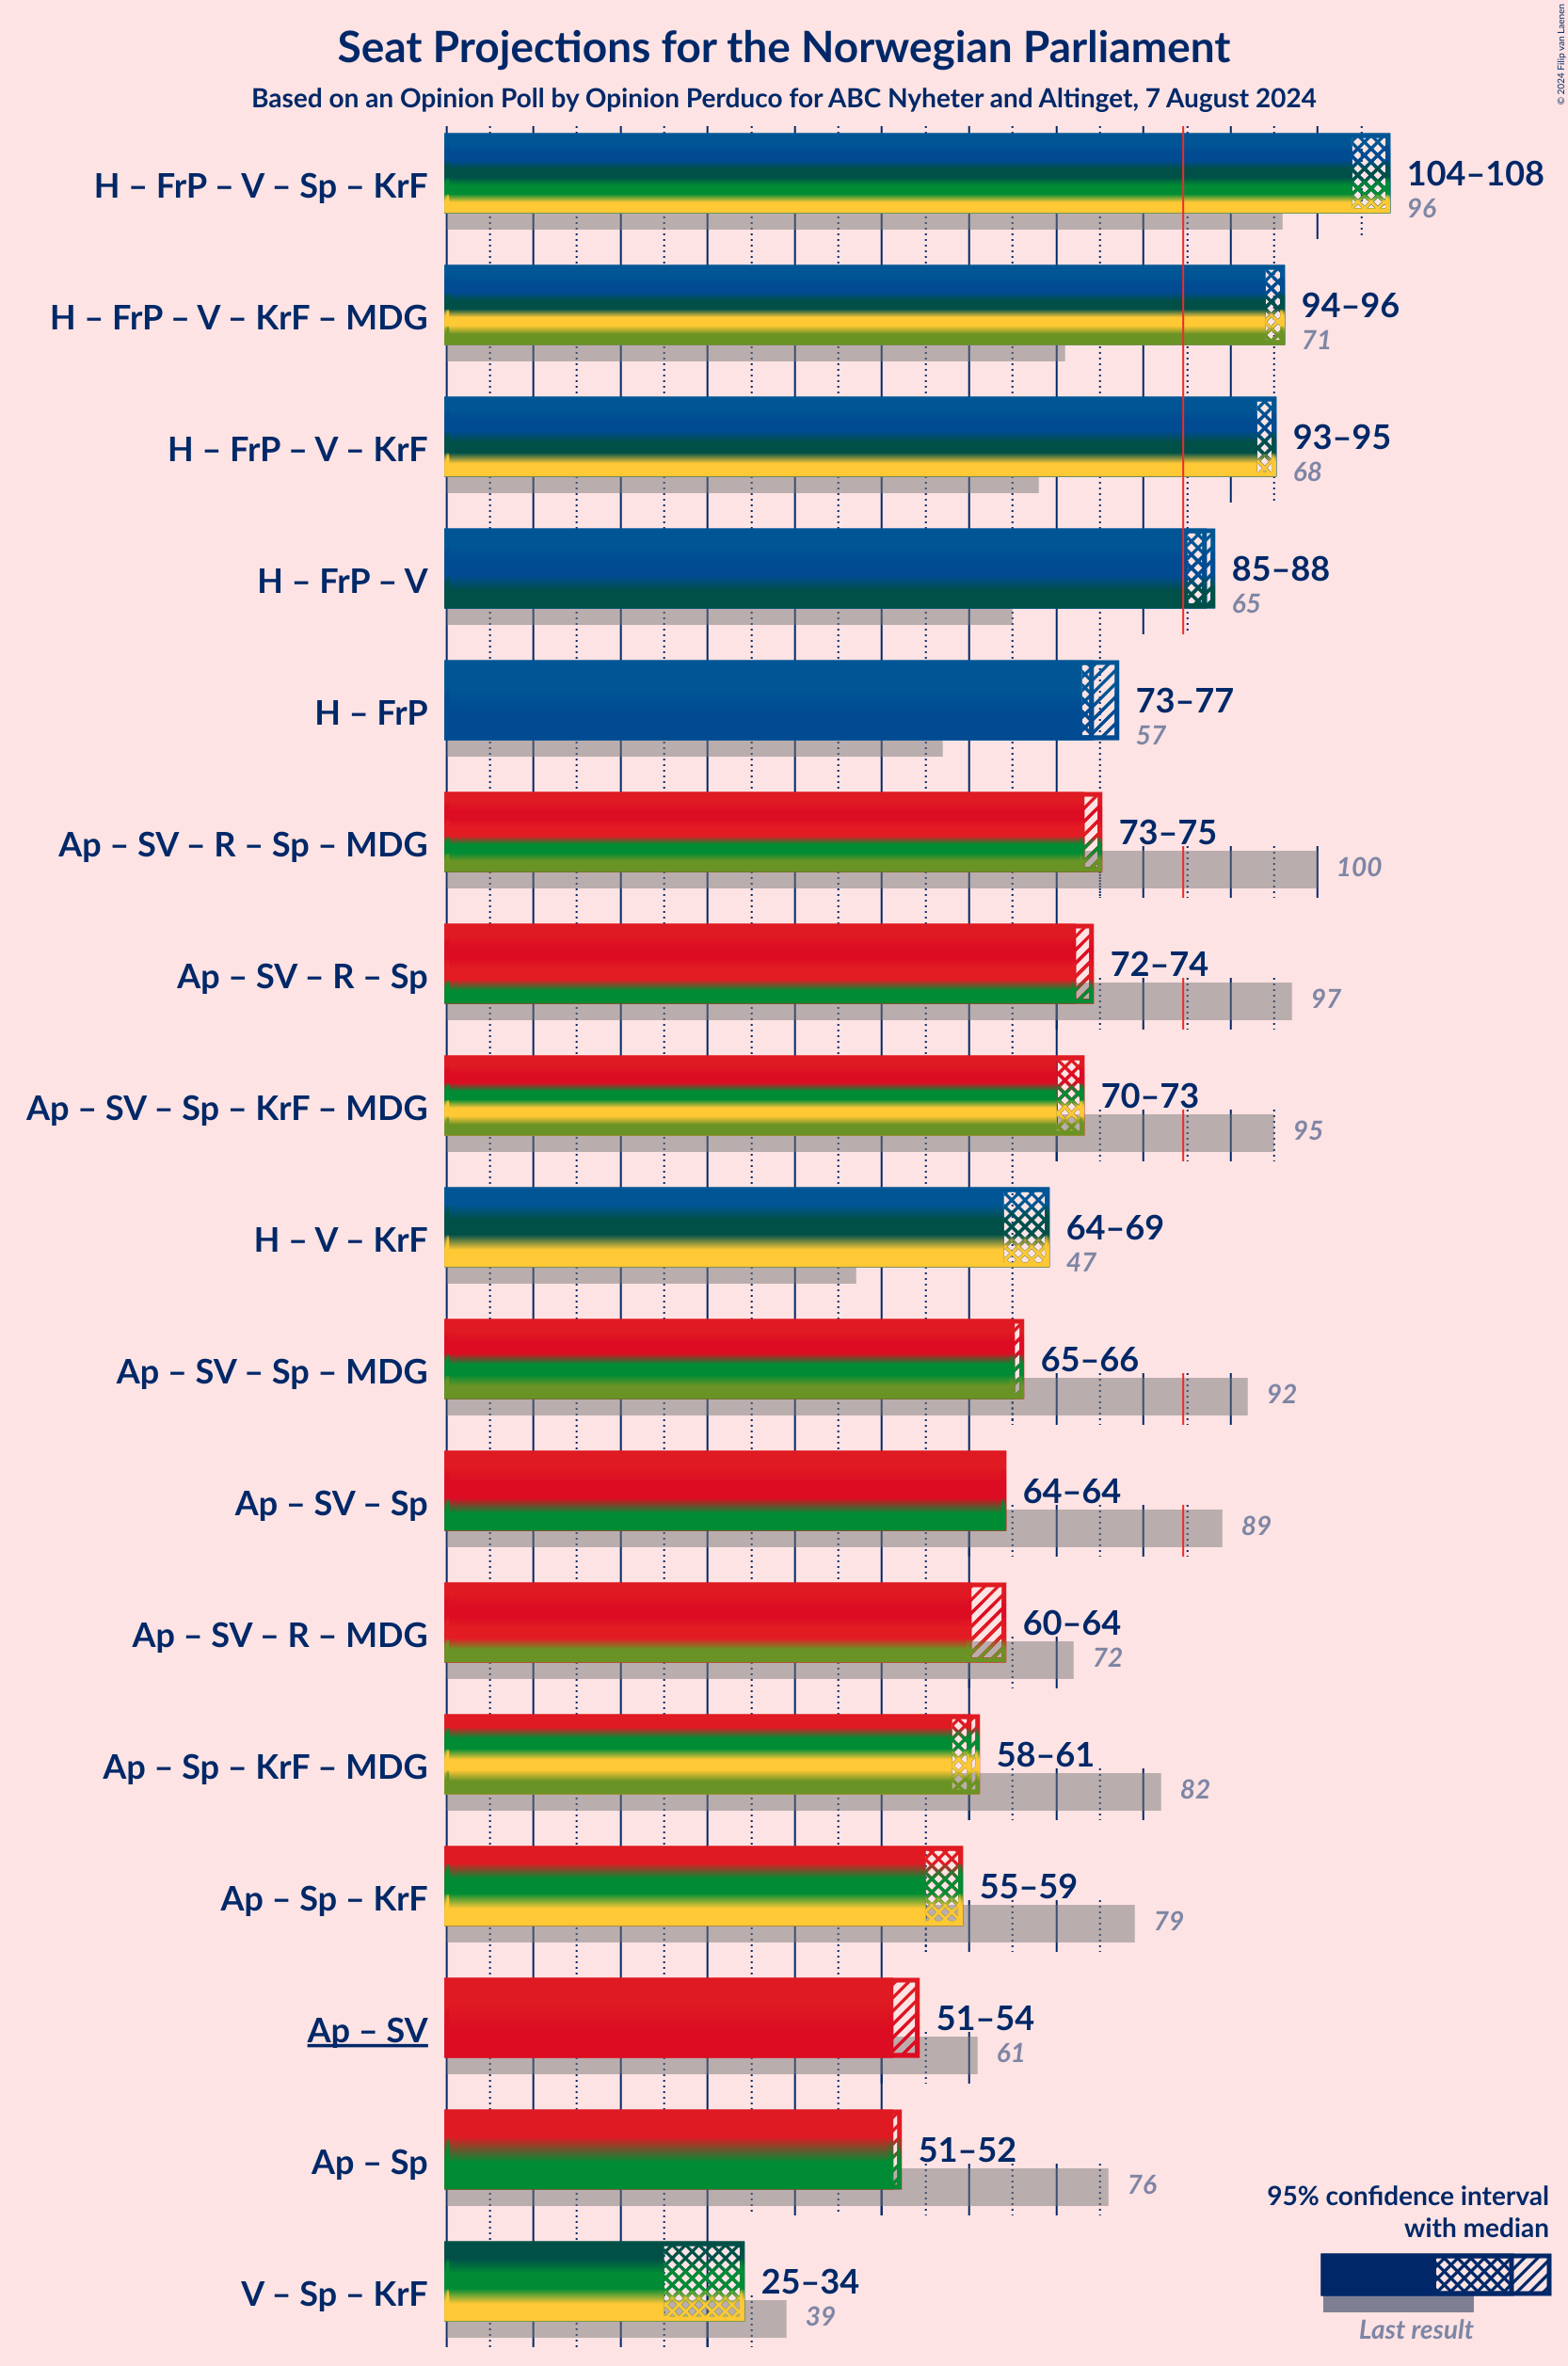 Seat Projections for the Norwegian Parliament
Based on an Opinion Poll by Opinion Perduco for ABC Nyheter and Altinget, 7 August 2024
© 2024 Filip van Laenen
H – FrP – V – Sp – KrF
104–108
96
H – FrP – V – KrF – MDG
94–96
71
H – FrP – V – KrF
93–95
68
H – FrP – V
85–88
65
H – FrP
73–77
57
Ap – SV – R – Sp – MDG
73–75
100
Ap – SV – R – Sp
72–74
97
Ap – SV – Sp – KrF – MDG
70–73
95
H – V – KrF
64–69
47
Ap – SV – Sp – MDG
65–66
92
Ap – SV – Sp
64–64
89
Ap – SV – R – MDG
60–64
72
Ap – Sp – KrF – MDG
58–61
82
Ap – Sp – KrF
55–59
79
Ap – SV
51–54
61
Ap – Sp
51–52
76
V – Sp – KrF
25–34
39
95% confidence interval
with median
Last result